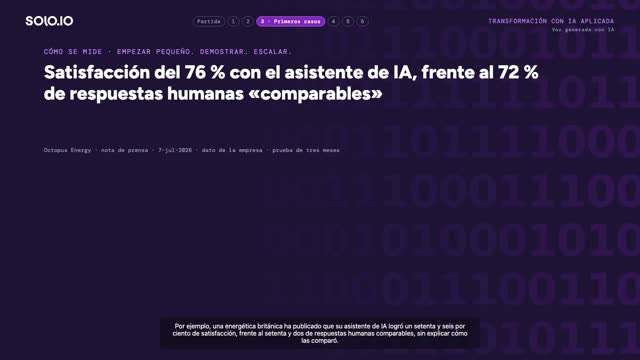 SOLO.IO
Partida 1 2 3 · Primeros casos 4 5 6
TRANSFORMACIÓN CON IA APLICADA
Voz generada con IA
CÓMO SE MIDE · EMPEZAR PEQUEÑO. DEMOSTRAR. ESCALAR.
Satisfacción del 76 % con el asistente de IA, frente al 72 %
de respuestas humanas «comparables»
Octopus Energy · nota de prensa · 7-jul-2026 · dato de la empresa · prueba de tres meses
Por ejemplo, una energética británica ha publicado que su asistente de IA logró un setenta y seis por
ciento de satisfacción, frente al setenta y dos de respuestas humanas comparables, sin explicar cómo
las comparó.